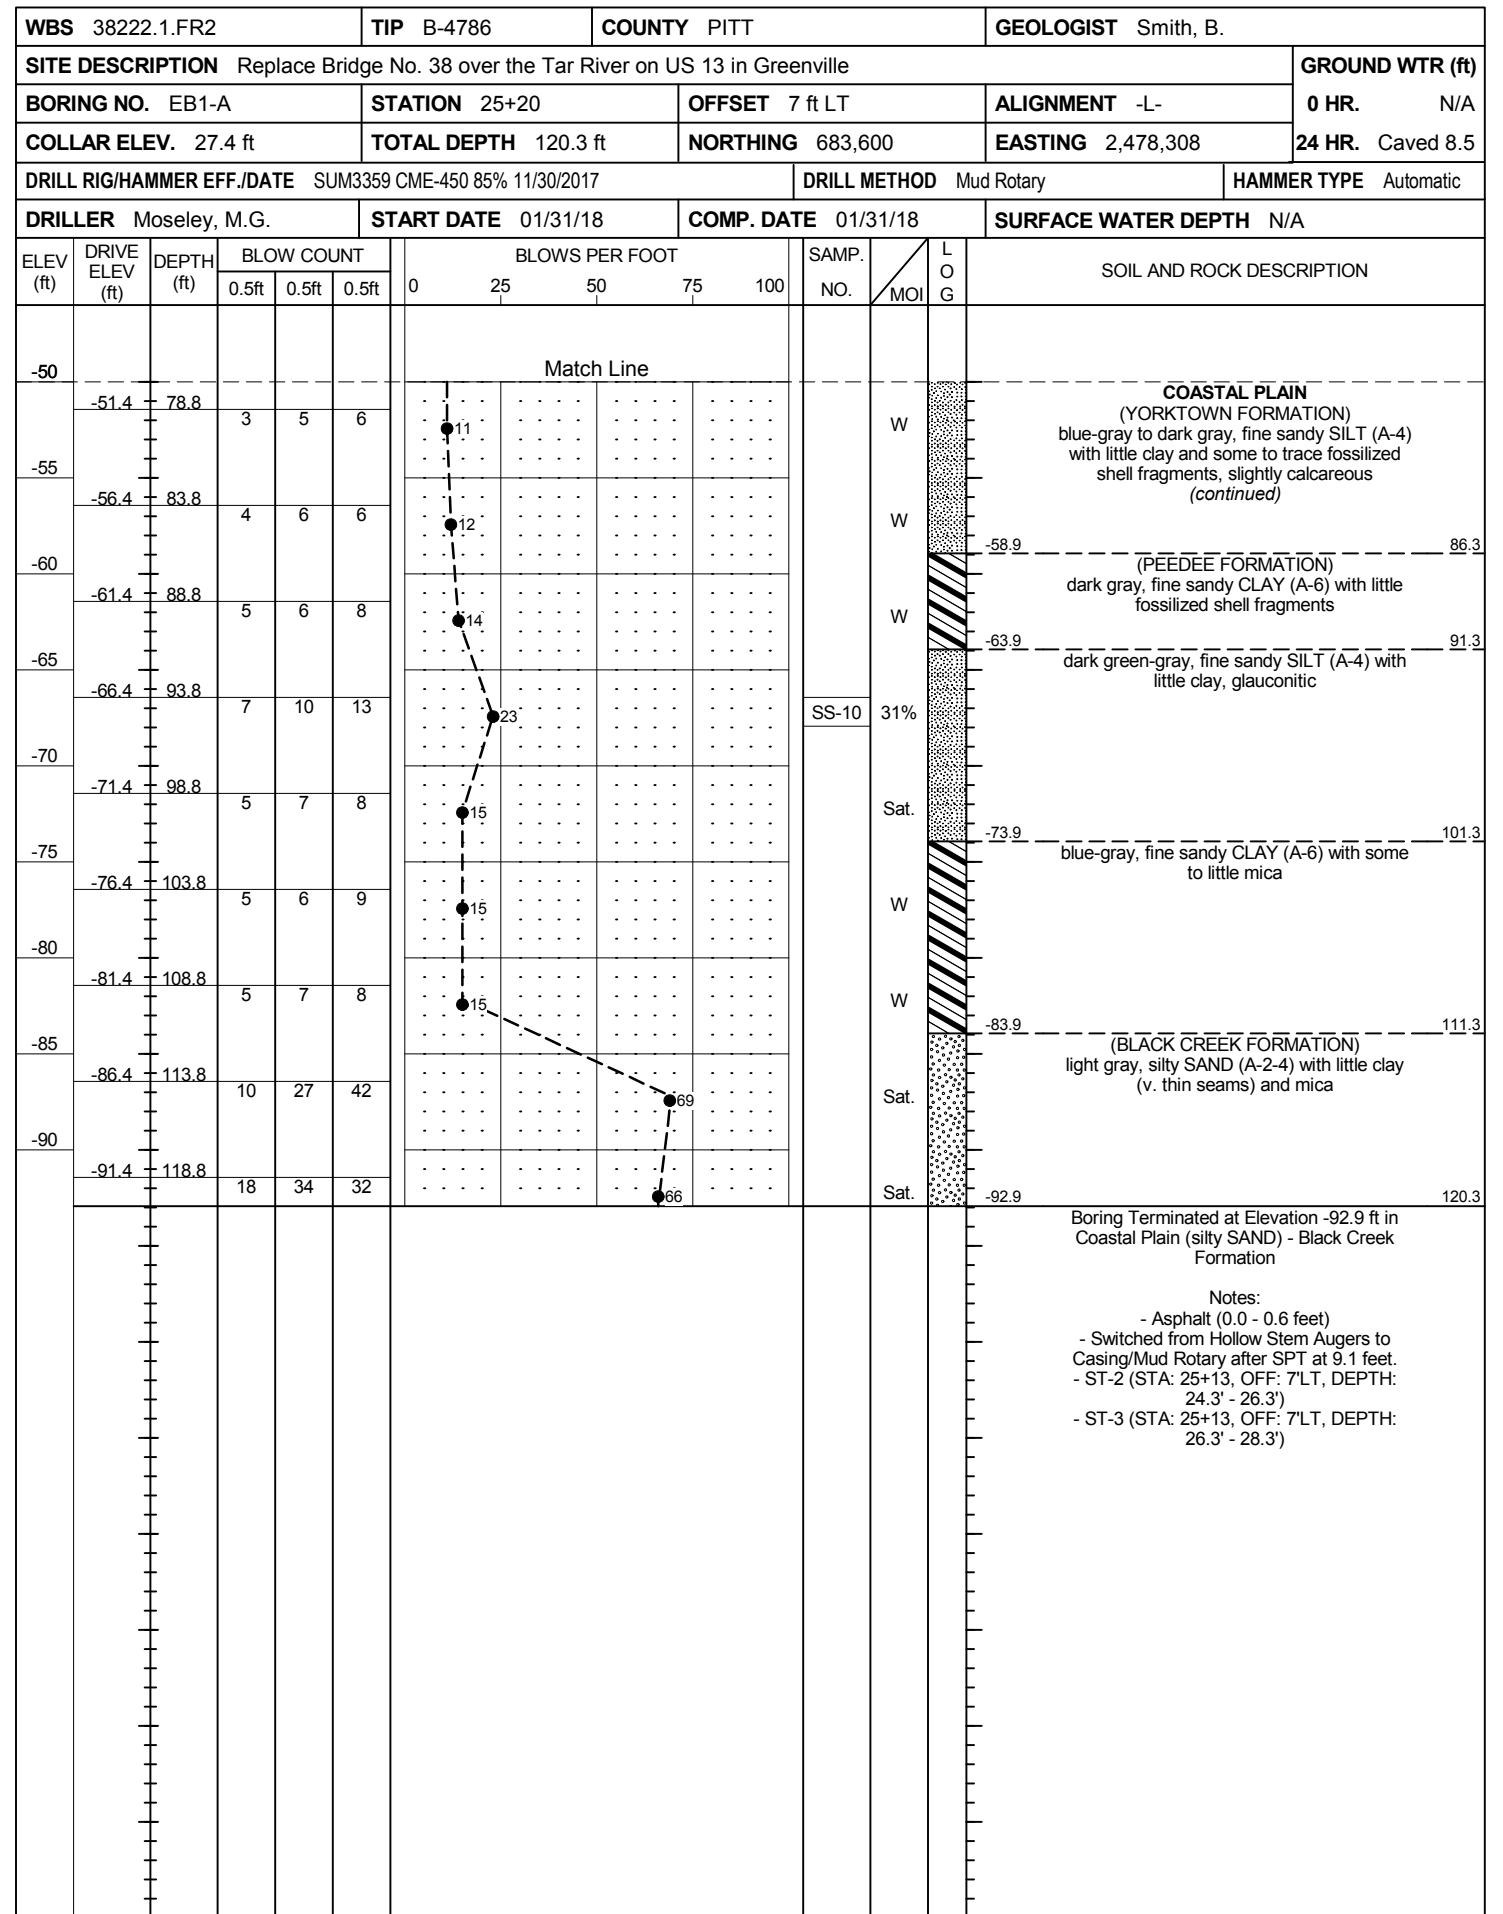 WBS 38222.1.FR2 TIP B-4786 COUNTY PITT GEOLOGIST Smith, B.
SITE DESCRIPTION Replace Bridge No. 38 over the Tar River on US 13 in Greenville GROUND WTR (ft)
BORING NO. EB1-A STATION 25+20 OFFSET 7 ft LT ALIGNMENT -L- 0 HR. N/A
COLLAR ELEV. 27.4 ft TOTAL DEPTH 120.3 ft NORTHING 683,600 EASTING 2,478,308 24 HR. Caved 8.5
DRILL RIG/HAMMER EFF./DATE SUM3359 CME-450 85% 11/30/2017 DRILL METHOD Mud Rotary HAMMER TYPE Automatic
DRILLER Moseley, M.G. START DATE 01/31/18 COMP. DATE 01/31/18 SURFACE WATER DEPTH N/A
ELEV (ft) DRIVE ELEV (ft) DEPTH (ft) BLOW COUNT BLOWS PER FOOT SAMP. NO. MOI LOG SOIL AND ROCK DESCRIPTION
0.5ft 0.5ft 0.5ft 0 25 50 75 100
-50 Match Line
COASTAL PLAIN
-51.4 78.8
3 5 6 11 W
(YORKTOWN FORMATION)
blue-gray to dark gray, fine sandy SILT (A-4)
with little clay and some to trace fossilized
shell fragments, slightly calcareous
(continued)
-55
-56.4 83.8
4 6 6 12 W
-58.9 86.3
-60
(PEEDEE FORMATION)
dark gray, fine sandy CLAY (A-6) with little
fossilized shell fragments
-61.4 88.8
5 6 8 14 W
-63.9 91.3
-65
dark green-gray, fine sandy SILT (A-4) with
little clay, glauconitic
-66.4 93.8
7 10 13 23 SS-10 31%
-70
-71.4 98.8
5 7 8 15 Sat.
-73.9 101.3
-75
blue-gray, fine sandy CLAY (A-6) with some
to little mica
-76.4 103.8
5 6 9 15 W
-80
-81.4 108.8
5 7 8 15 W
-83.9 111.3
-85
(BLACK CREEK FORMATION)
light gray, silty SAND (A-2-4) with little clay
(v. thin seams) and mica
-86.4 113.8
10 27 42 69 Sat.
-90
-91.4 118.8
18 34 32 66 Sat.
-92.9 120.3
Boring Terminated at Elevation -92.9 ft in
Coastal Plain (silty SAND) - Black Creek
Formation
Notes:
- Asphalt (0.0 - 0.6 feet)
- Switched from Hollow Stem Augers to
Casing/Mud Rotary after SPT at 9.1 feet.
- ST-2 (STA: 25+13, OFF: 7'LT, DEPTH:
24.3' - 26.3')
- ST-3 (STA: 25+13, OFF: 7'LT, DEPTH:
26.3' - 28.3')